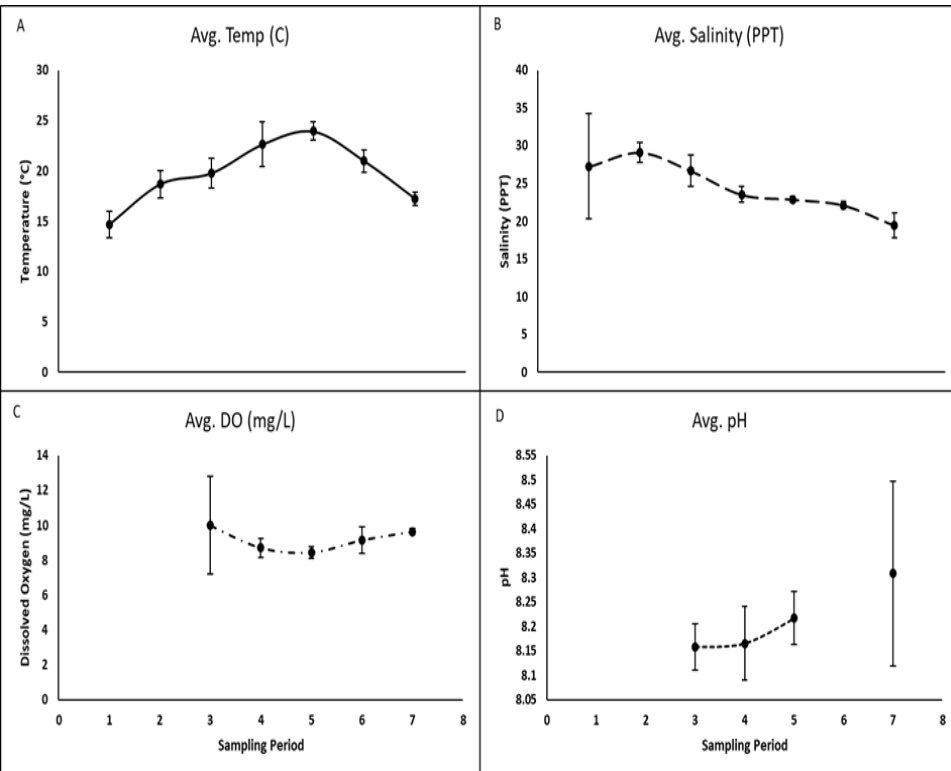 A
Avg. Temp (C)
30
25
20
15
10
5
0
Temperature (°C)
B
Avg. Salinity (PPT)
40
35
30
25
20
15
10
5
0
Salinity (PPT)
C
Avg. DO (mg/L)
14
12
10
8
6
4
2
0
Dissolved Oxygen (mg/L)
0 1 2 3 4 5 6 7 8
Sampling Period
D
Avg. pH
8.55
8.5
8.45
8.4
8.35
8.3
8.25
8.2
8.15
8.1
8.05
pH
0 1 2 3 4 5 6 7 8
Sampling Period